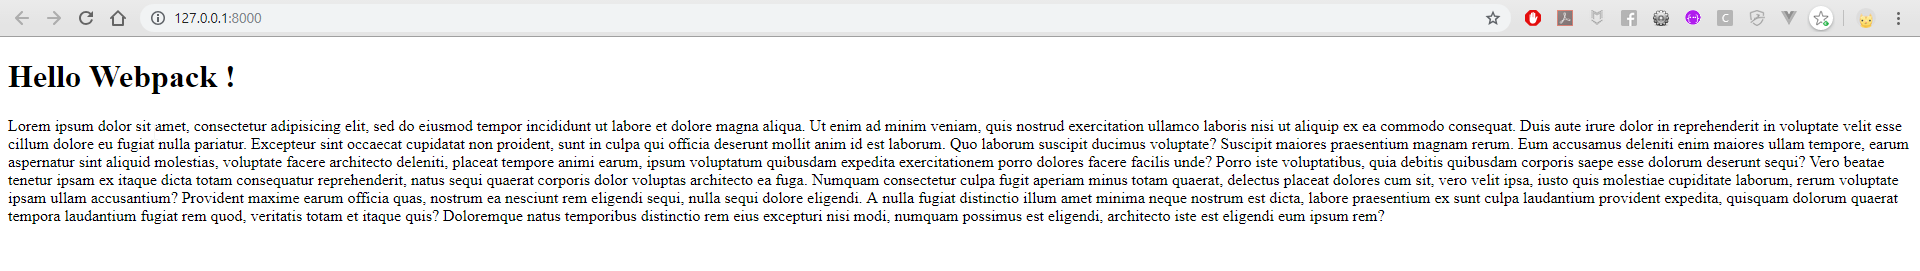 127.0.0.1:8000
Hello Webpack !
Lorem ipsum dolor sit amet, consectetur adipisicing elit, sed do eiusmod tempor incididunt ut labore et dolore magna aliqua. Ut enim ad minim veniam, quis nostrud exercitation ullamco laboris nisi ut aliquip ex ea commodo consequat. Duis aute irure dolor in reprehenderit in voluptate velit esse
cillum dolore eu fugiat nulla pariatur. Excepteur sint occaecat cupidatat non proident, sunt in culpa qui officia deserunt mollit anim id est laborum. Quo laborum suscipit ducimus voluptate? Suscipit maiores praesentium magnam rerum. Eum accusamus deleniti enim maiores ullam tempore, earum
aspernatur sint aliquid molestias, voluptate facere architecto deleniti, placeat tempore animi earum, ipsum voluptatum quibusdam expedita exercitationem porro dolores facere facilis unde? Porro iste voluptatibus, quia debitis quibusdam corporis saepe esse dolorum deserunt sequi? Vero beatae
tenetur ipsam ex itaque dicta totam consequatur reprehenderit, natus sequi quaerat corporis dolor voluptas architecto ea fuga. Numquam consectetur culpa fugit aperiam minus totam quaerat, delectus placeat dolores cum sit, vero velit ipsa, iusto quis molestiae cupiditate laborum, rerum voluptate
ipsam ullam accusantium? Provident maxime earum officia quas, nostrum ea nesciunt rem eligendi sequi, nulla sequi dolore eligendi. A nulla fugiat distinctio illum amet minima neque nostrum est dicta, labore praesentium ex sunt culpa laudantium provident expedita, quisquam dolorum quaerat
tempora laudantium fugiat rem quod, veritatis totam et itaque quis? Doloremque natus temporibus distinctio rem eius excepturi nisi modi, numquam possimus est eligendi, architecto iste est eligendi eum ipsum rem?